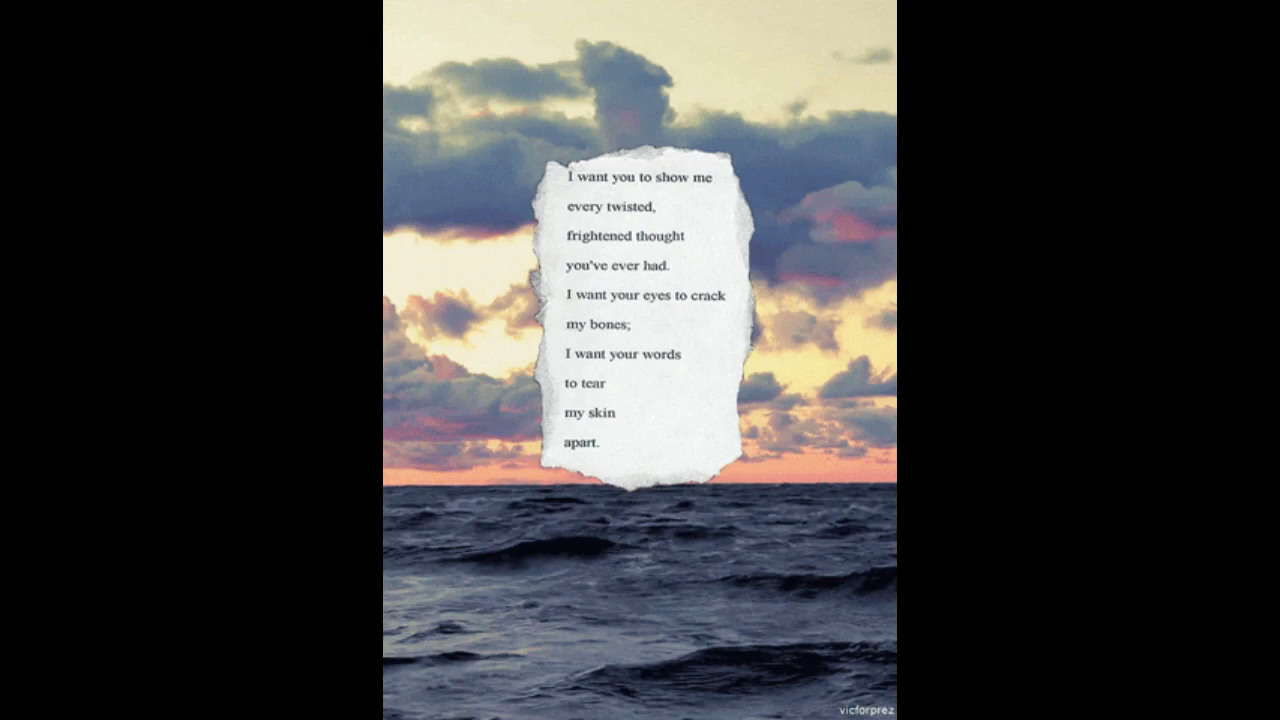 I want you to show me
every twisted,
frightened thought
you've ever had.
I want your eyes to crack
my bones;
I want your words
to tear
my skin
apart.
vicforprez